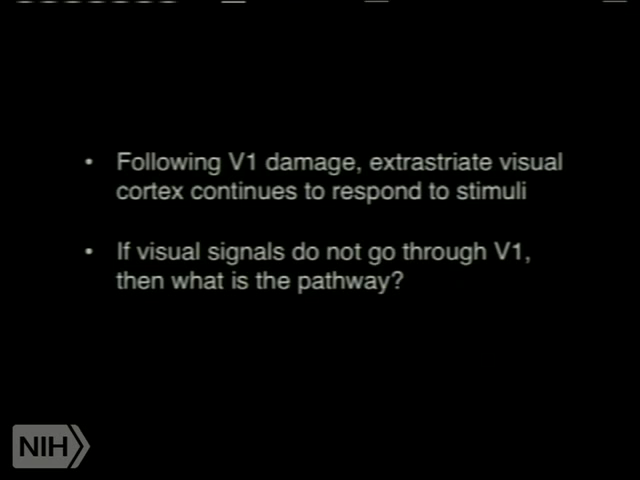 • Following V1 damage, extrastriate visual
cortex continues to respond to stimuli
• If visual signals do not go through V1,
then what is the pathway?
NIH